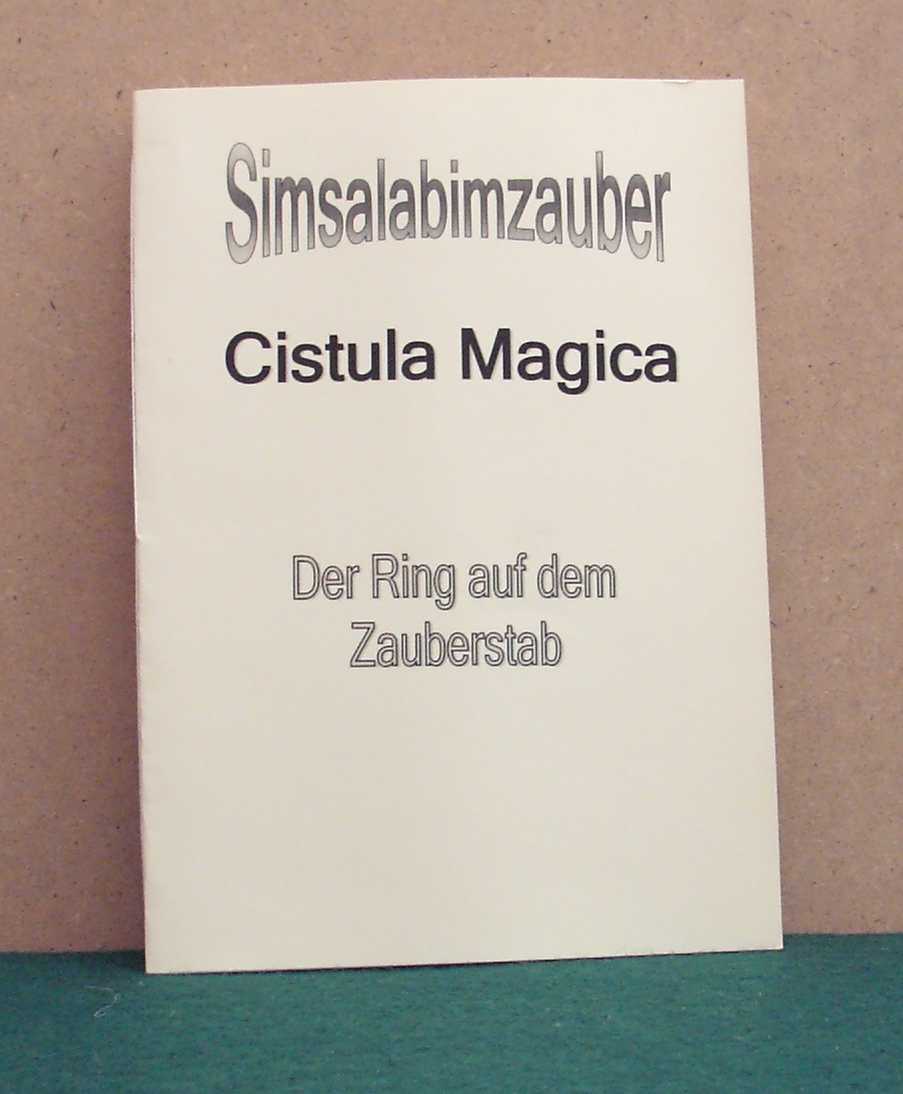 Simsalabimzauber
Cistula Magica
Der Ring auf dem
Zauberstab